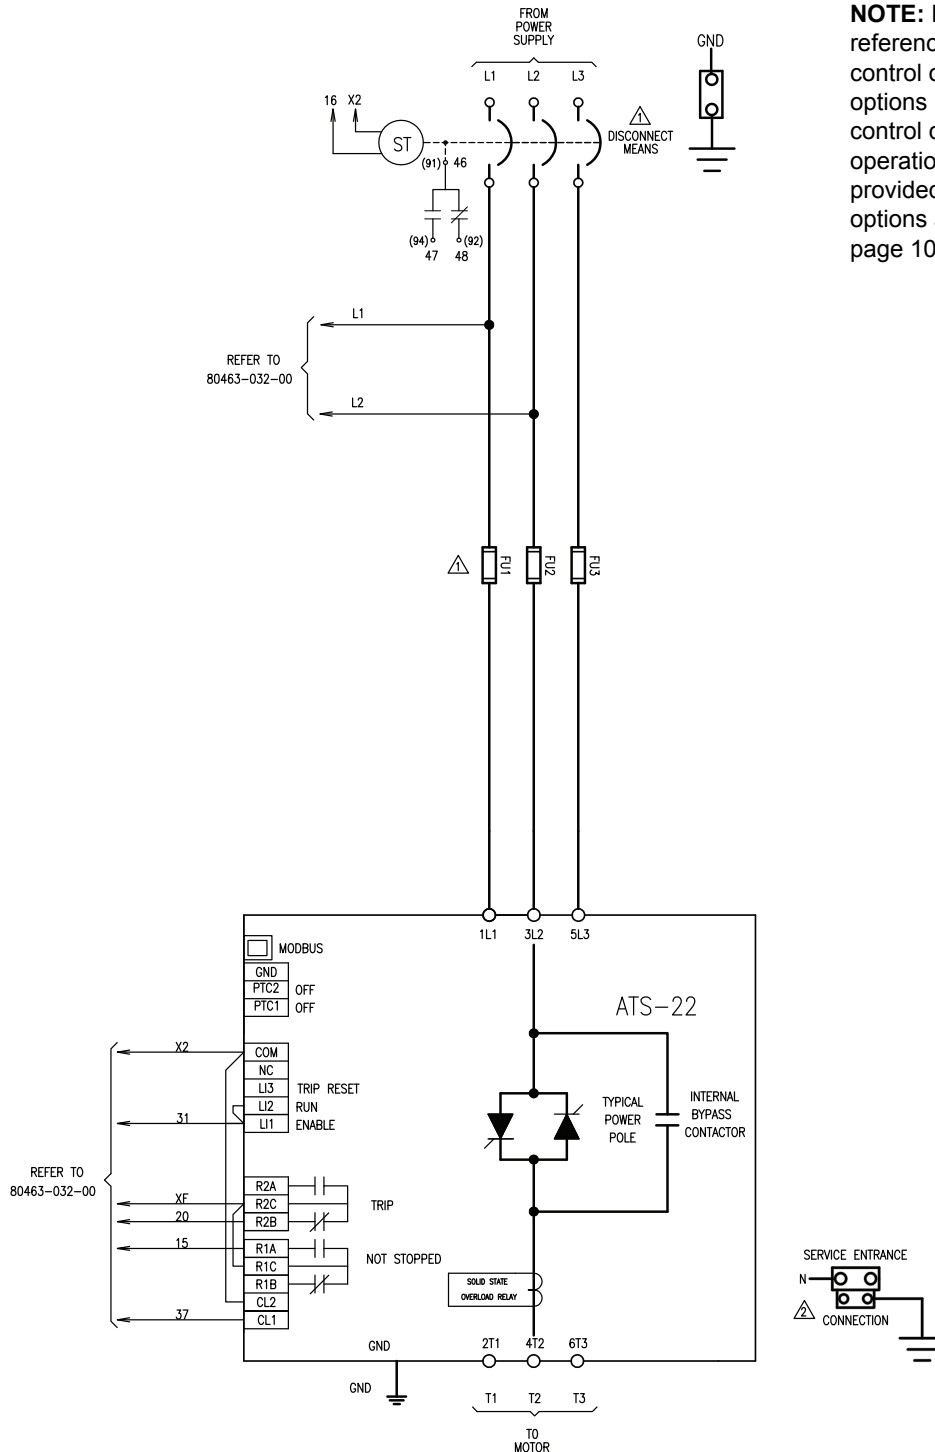 FROM
POWER
SUPPLY
L1 L2 L3
GND
NOTE:
reference
control
options
control
operation
provided
options
page 10
16 X2
ST
1
DISCONNECT
MEANS
(91) 46
(94) (92)
47 48
L1
REFER TO
80463-032-00
L2
1
FU1
FU2
FU3
1L1 3L2 5L3
MODBUS
GND
PTC2 OFF
PTC1 OFF
ATS-22
X2 COM
NC
LI3 TRIP RESET
LI2 RUN
31 LI1 ENABLE
TYPICAL
POWER
POLE
INTERNAL
BYPASS
CONTACTOR
REFER TO
80463-032-00
R2A
XF R2C TRIP
20 R2B
15 R1A
R1C NOT STOPPED
R1B
CL2
37 CL1
SOLID STATE
OVERLOAD RELAY
SERVICE ENTRANCE
N
2 CONNECTION
GND
2T1 4T2 6T3
GND
T1 T2 T3
TO
MOTOR